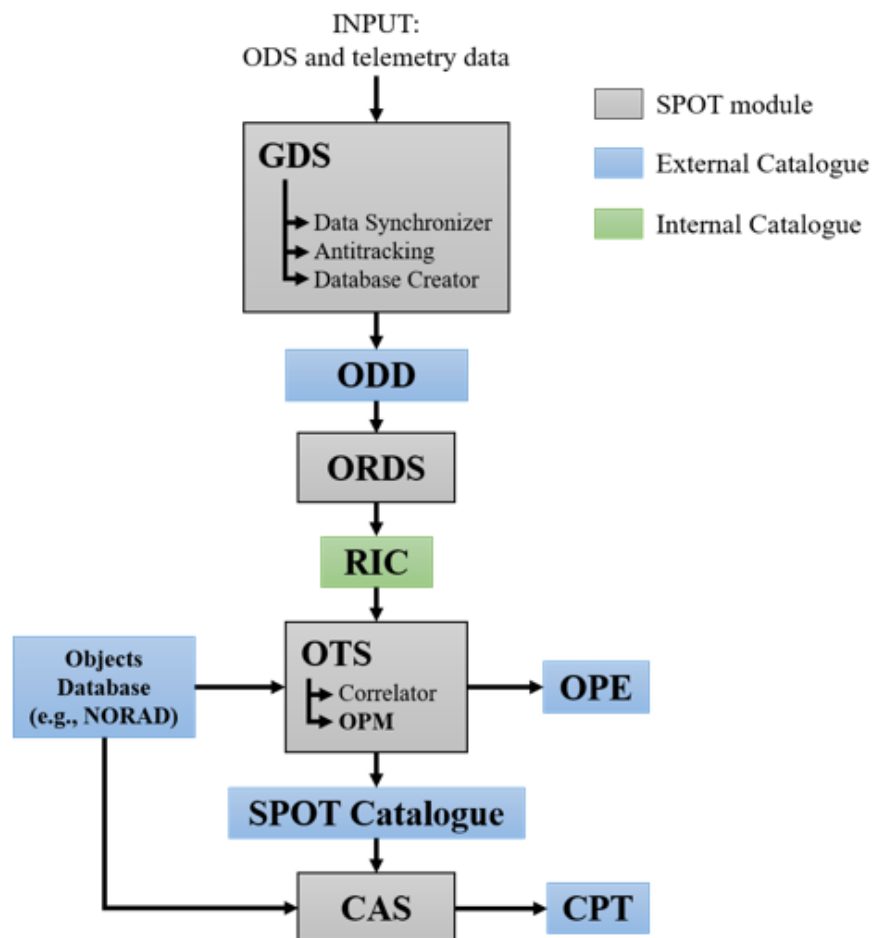 INPUT:
ODS and telemetry data
SPOT module
External Catalogue
Internal Catalogue
GDS
Data Synchronizer
Antitracking
Database Creator
ODD
ORDS
RIC
Objects
Database
(e.g., NORAD)
OTS
Correlator
OPM
OPE
SPOT Catalogue
CAS
CPT